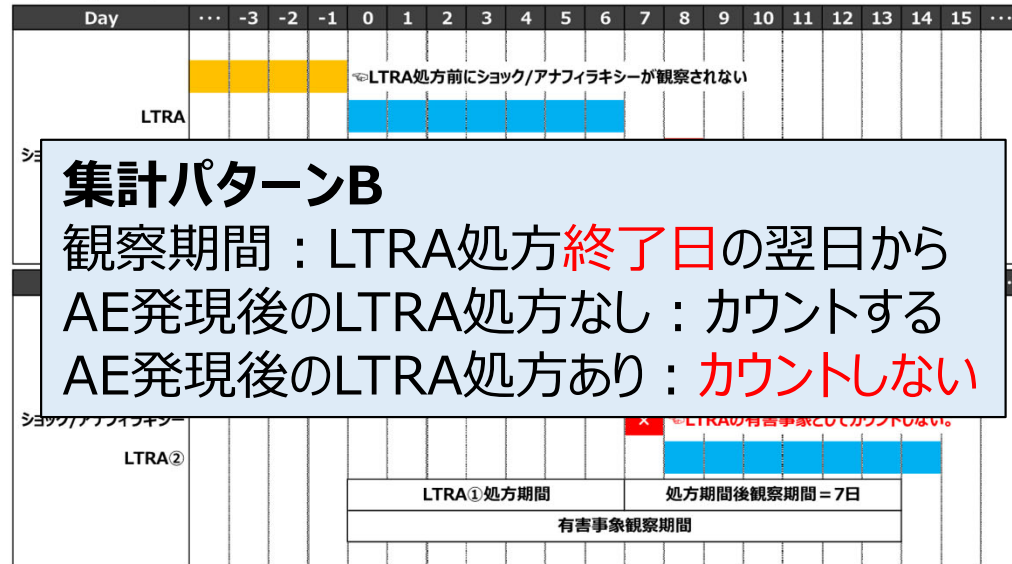 Day ··· -3 -2 -1 0 1 2 3 4 5 6 7 8 9 10 11 12 13 14 15 ···
☜LTRA処方前にショック/アナフィラキシーが観察されない
LTRA
集計パターンB
観察期間：LTRA処方終了日の翌日から
AE発現後のLTRA処方なし：カウントする
AE発現後のLTRA処方あり：カウントしない
ショック/アナフィラキシー
× ☜LTRAの有害事象としてカウントしない。
LTRA②
LTRA①処方期間 処方期間後観察期間＝7日
有害事象観察期間